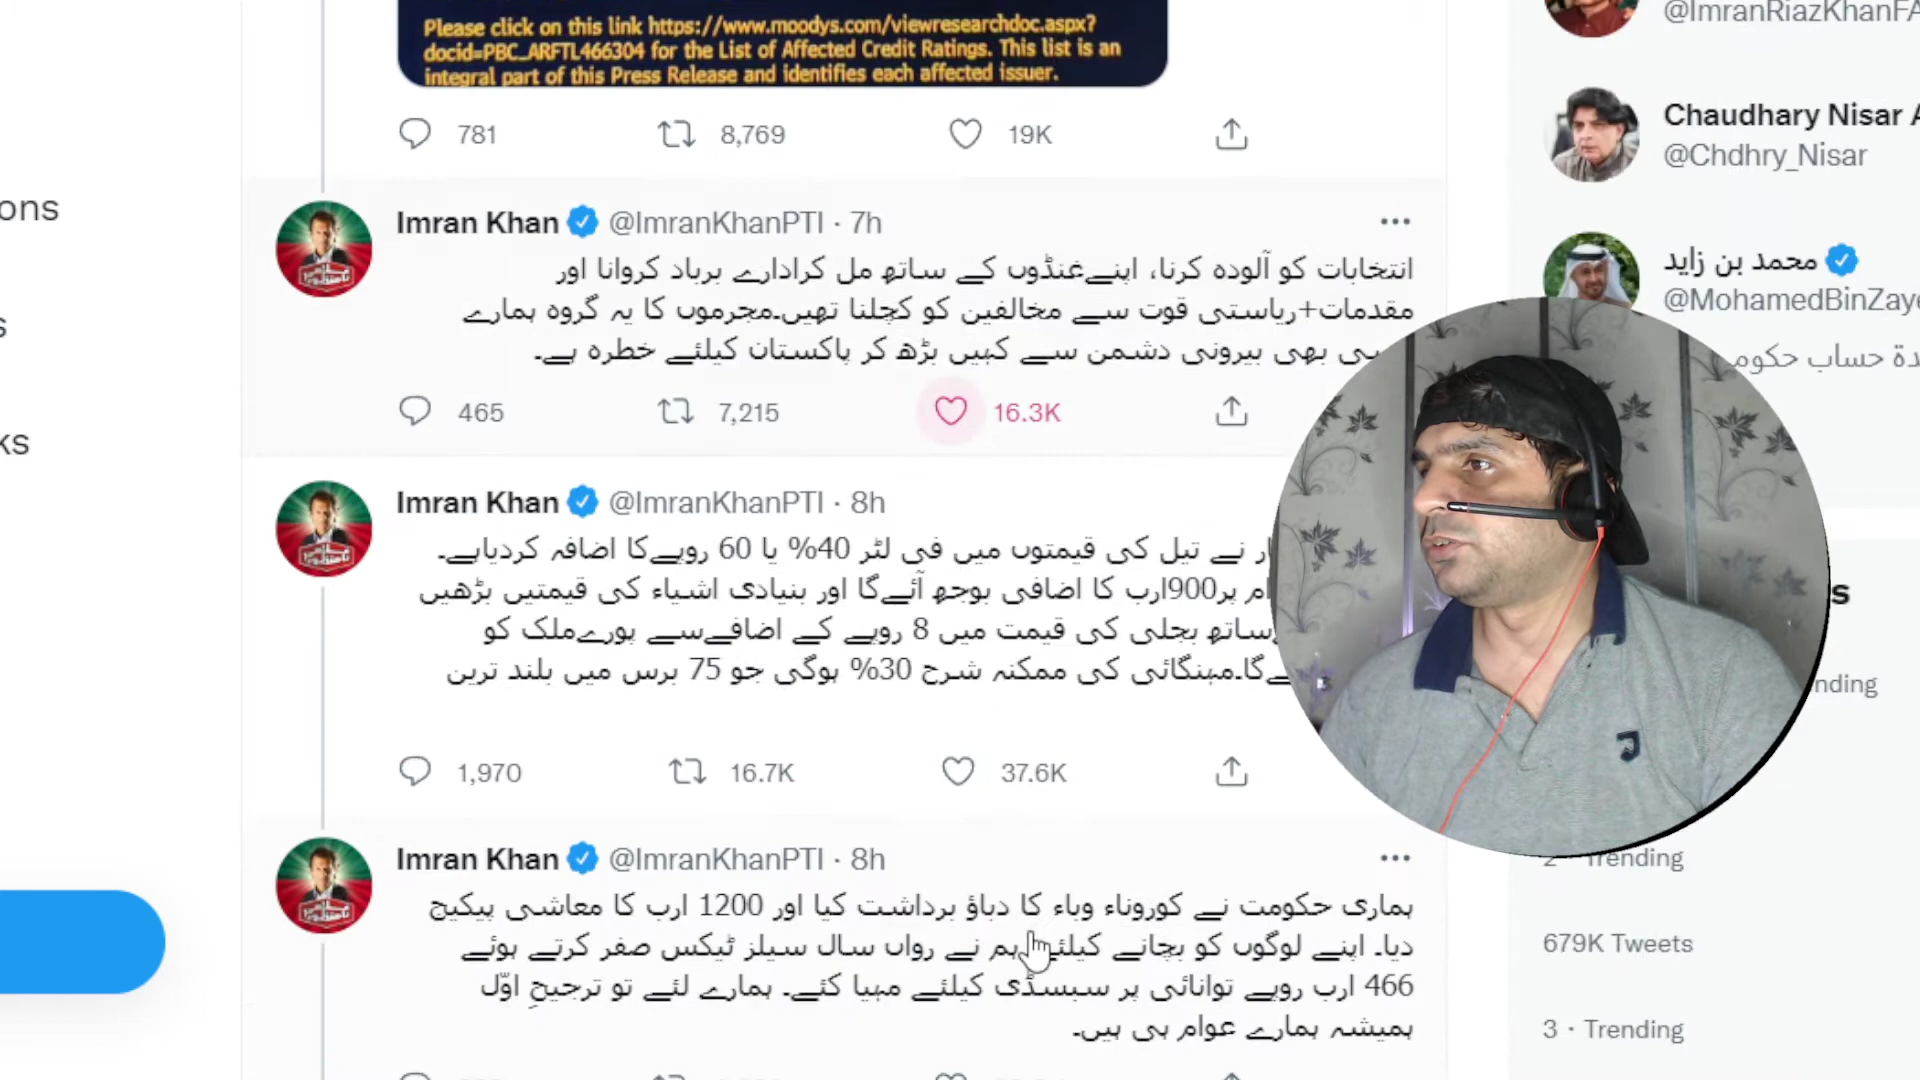 Please click on this link https://www.moodys.com/viewresearchdoc.aspx?
docid=PBC_ARFTL466304 for the List of Affected Credit Ratings. This list is an
integral part of this Press Release and identifies each affected issuer.
781 8,769 19K
Imran Khan @ImranKhanPTI · 7h
انتخابات کو آلودہ کرنا، اپنےغنڈوں کے ساتھ مل کرادارے برباد کروانا اور
مقدمات+ریاستی قوت سے مخالفین کو کچلنا تھیں۔مجرموں کا یہ گروہ ہمارے
بھی بیرونی دشمن سے کہیں بڑھ کر پاکستان کیلئے خطرہ ہے۔
465 7,215 16.3K
Imran Khan @ImranKhanPTI · 8h
نے تیل کی قیمتوں میں فی لٹر 40% یا 60 روپےکا اضافہ کردیاہے۔
پر900ارب کا اضافی بوجھ آئےگا اور بنیادی اشیاء کی قیمتیں بڑھیں
ساتھ بجلی کی قیمت میں 8 روپے کے اضافےسے پورےملک کو
گا۔مہنگائی کی ممکنہ شرح 30% ہوگی جو 75 برس میں بلند ترین
1,970 16.7K 37.6K
Imran Khan @ImranKhanPTI · 8h
ہماری حکومت نے کوروناء وباء کا دباؤ برداشت کیا اور 1200 ارب کا معاشی پیکیج
دیا۔ اپنے لوگوں کو بچانے کیلئے ہم نے رواں سال سیلز ٹیکس صفر کرتے ہوئے
466 ارب روپے توانائی پر سبسڈی کیلئے مہیا کئے۔ ہمارے لئے تو ترجیحِ اوّل
ہمیشہ ہمارے عوام ہی ہیں۔
@ImranRiazKhanFA
Chaudhary Nisar A
@Chdhry_Nisar
محمد بن زايد
@MohamedBinZaye
حساب حكومة
Trending
679K Tweets
3 · Trending